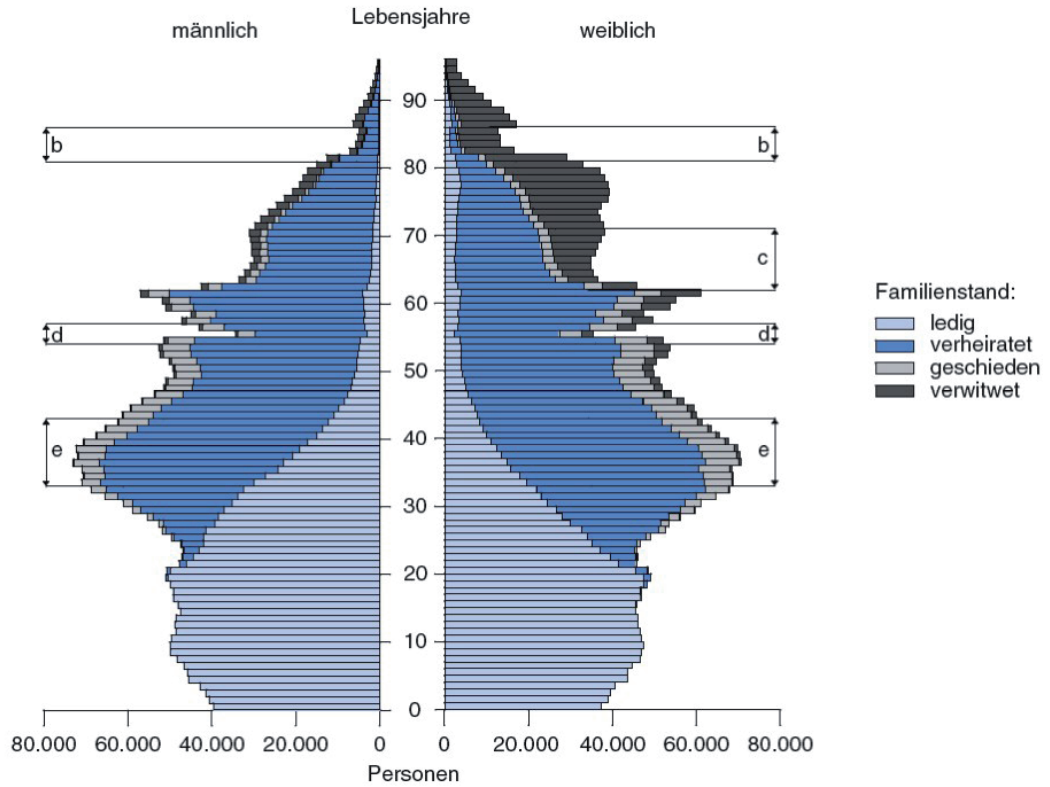 Lebensjahre
männlich
weiblich
90
b
b
80
70
c
60
d
d
50
40
e
e
30
20
10
0
80.000 60.000 40.000 20.000 0
0 20.000 40.000 60.000 80.000
Personen
Familienstand:
ledig
verheiratet
geschieden
verwitwet